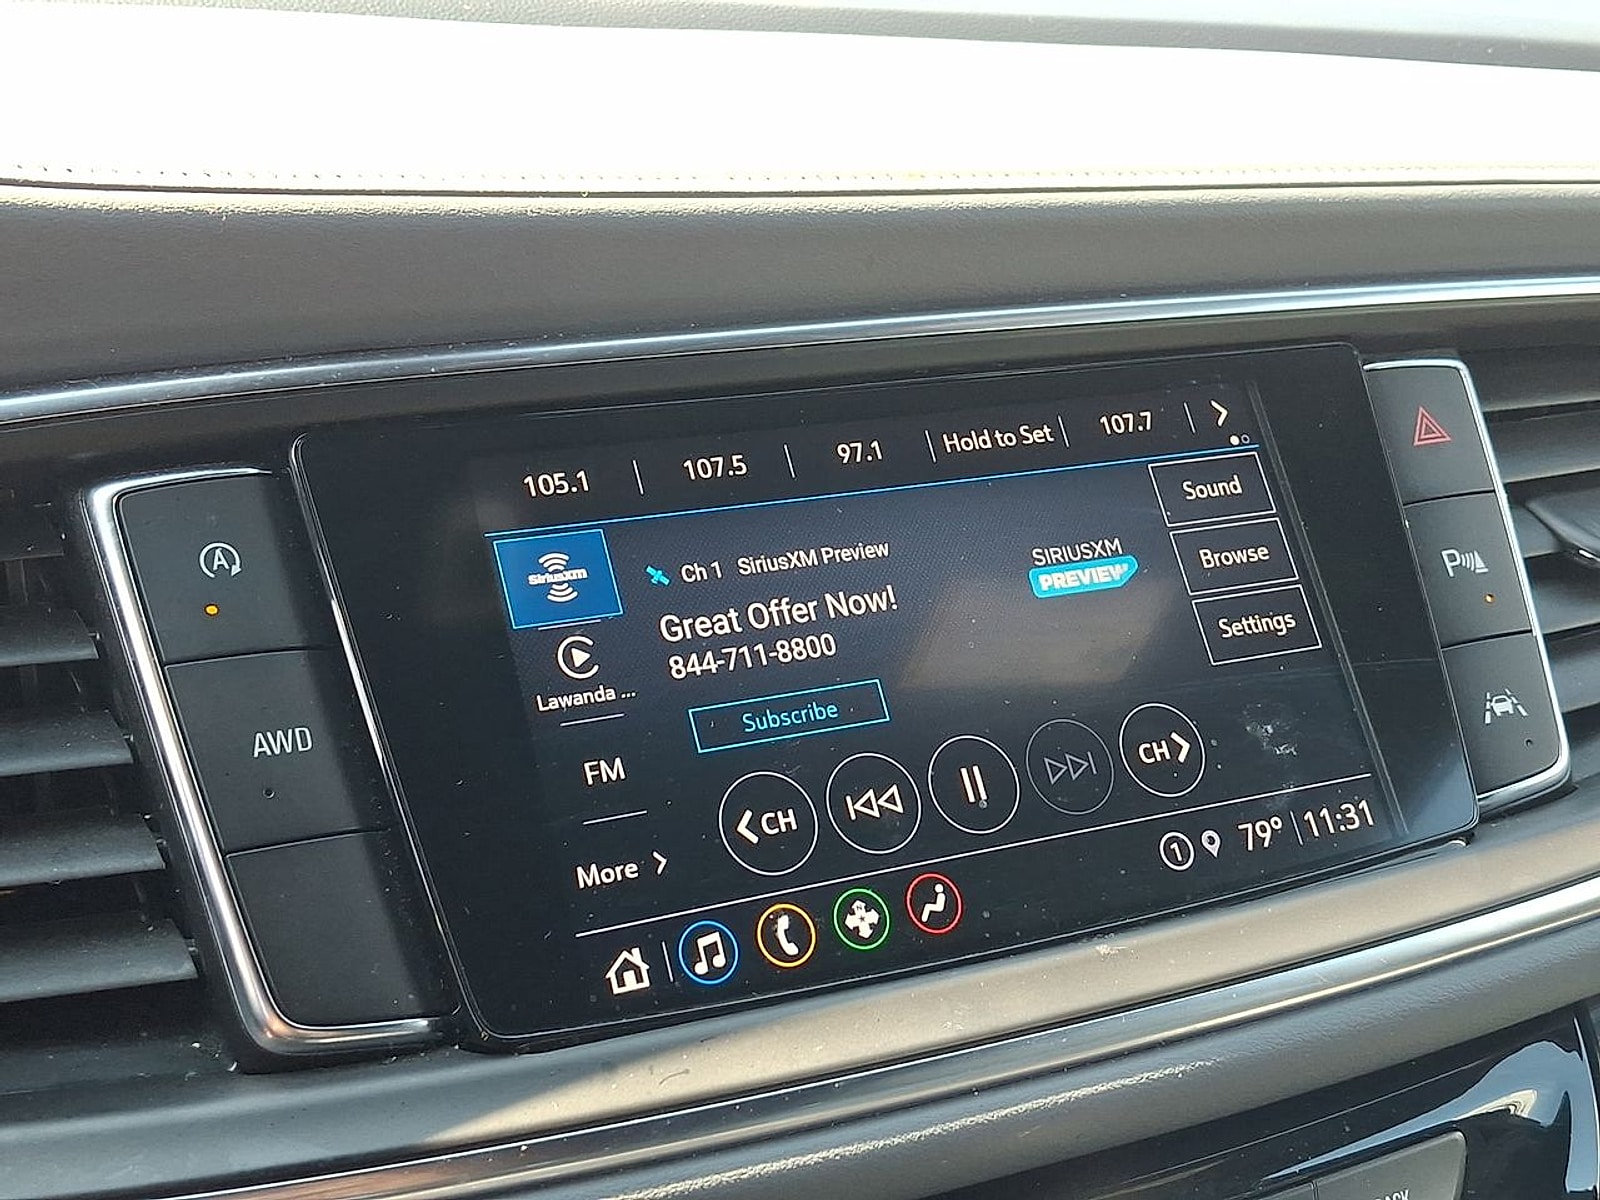 105.1 | 107.5 | 97.1 | Hold to Set | 107.7 |
siriusxm
Ch 1 SiriusXM Preview
SIRIUSXM
PREVIEW
Sound
Great Offer Now!
844-711-8800
Browse
Lawanda ...
Settings
Subscribe
FM
CH
CH
More
1
79° | 11:31
A
AWD
P